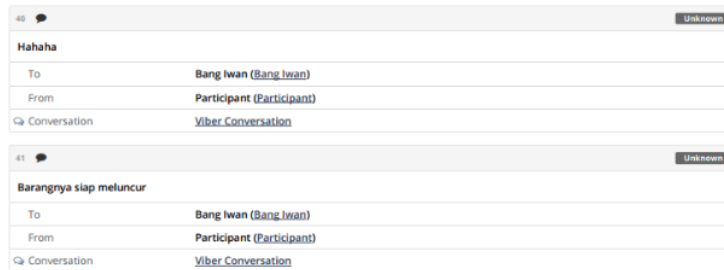 40 Unknown
Hahaha
To Bang Iwan (Bang Iwan)
From Participant (Participant)
Conversation Viber Conversation
41 Unknown
Barangnya siap meluncur
To Bang Iwan (Bang Iwan)
From Participant (Participant)
Conversation Viber Conversation